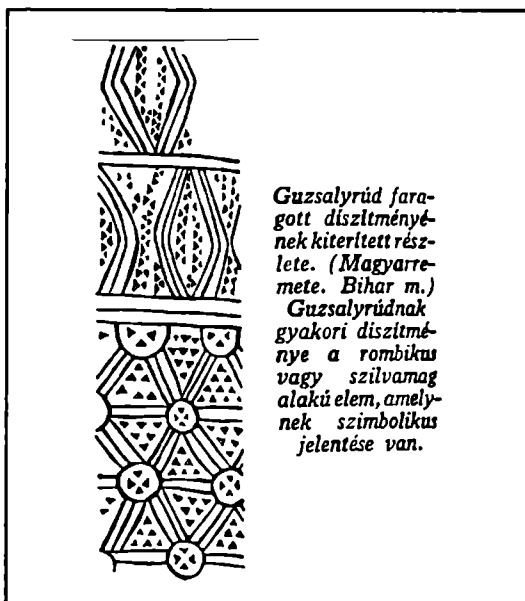 Guzsalyrúd fara-
gott díszítményé-
nek kiterített rész-
lete. (Magyarre-
mete. Bihar m.)
Guzsalyrúdnak
gyakori díszítmé-
nye a rombikus
vagy szilvamag
alakú elem, amely-
nek szimbolikus
jelentése van.